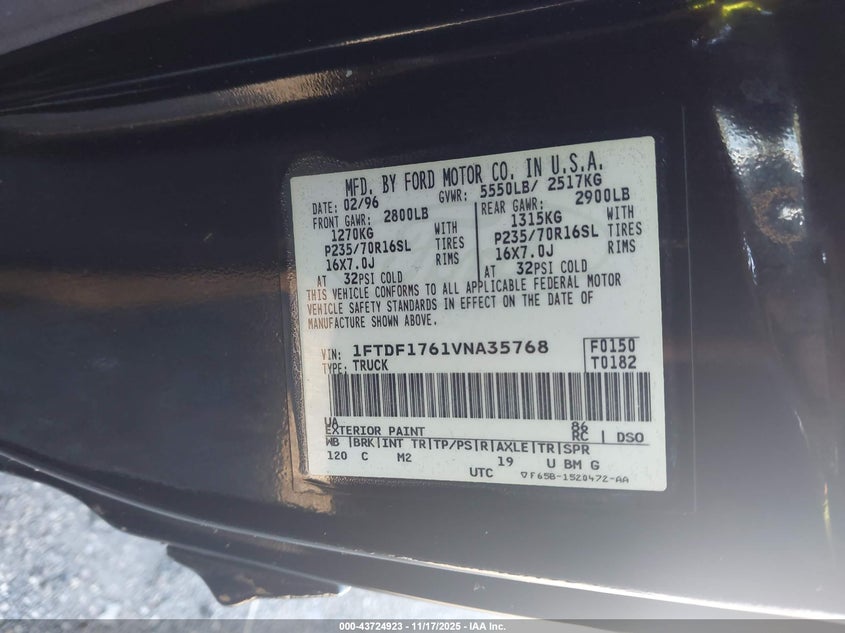 MFD. BY FORD MOTOR CO. IN U.S.A.
DATE: 02/96 GVWR: 5550LB/ 2517KG
FRONT GAWR: 2800LB REAR GAWR: 2900LB
1270KG WITH 1315KG WITH
P235/70R16SL TIRES P235/70R16SL TIRES
16X7.0J RIMS 16X7.0J RIMS
AT 32PSI COLD AT 32PSI COLD
THIS VEHICLE CONFORMS TO ALL APPLICABLE FEDERAL MOTOR
VEHICLE SAFETY STANDARDS IN EFFECT ON THE DATE OF
MANUFACTURE SHOWN ABOVE.
VIN: 1FTDF1761VNA35768 F0150
TYPE: TRUCK T0182
UA 86
EXTERIOR PAINT RC DSO
WB BRK INT TR TP/PS R AXLE TR SPR
120 C M2 19 U BM G
UTC ▽F65B-1520472-AA
000-43724923 | 11/17/2025 - IAA Inc.